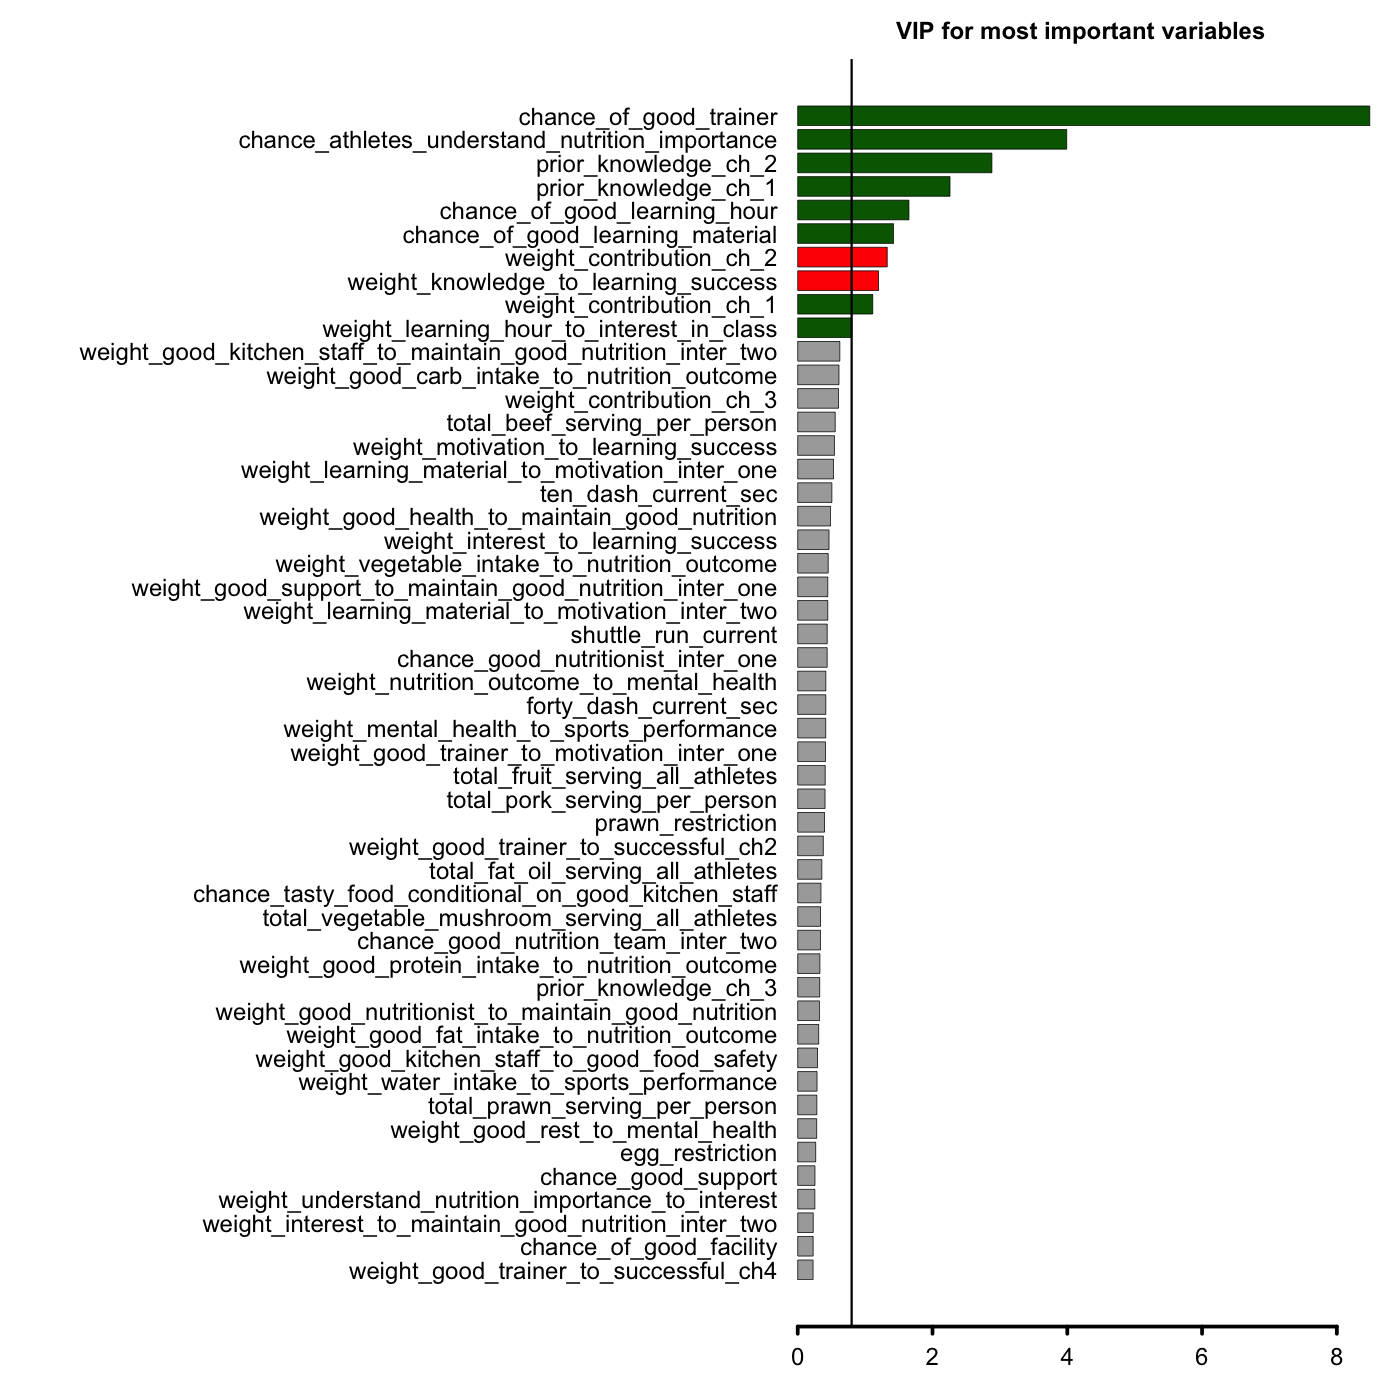 VIP for most important variables
chance_of_good_trainer
chance_athletes_understand_nutrition_importance
prior_knowledge_ch_2
prior_knowledge_ch_1
chance_of_good_learning_hour
chance_of_good_learning_material
weight_contribution_ch_2
weight_knowledge_to_learning_success
weight_contribution_ch_1
weight_learning_hour_to_interest_in_class
weight_good_kitchen_staff_to_maintain_good_nutrition_inter_two
weight_good_carb_intake_to_nutrition_outcome
weight_contribution_ch_3
total_beef_serving_per_person
weight_motivation_to_learning_success
weight_learning_material_to_motivation_inter_one
ten_dash_current_sec
weight_good_health_to_maintain_good_nutrition
weight_interest_to_learning_success
weight_vegetable_intake_to_nutrition_outcome
weight_good_support_to_maintain_good_nutrition_inter_one
weight_learning_material_to_motivation_inter_two
shuttle_run_current
chance_good_nutritionist_inter_one
weight_nutrition_outcome_to_mental_health
forty_dash_current_sec
weight_mental_health_to_sports_performance
weight_good_trainer_to_motivation_inter_one
total_fruit_serving_all_athletes
total_pork_serving_per_person
prawn_restriction
weight_good_trainer_to_successful_ch2
total_fat_oil_serving_all_athletes
chance_tasty_food_conditional_on_good_kitchen_staff
total_vegetable_mushroom_serving_all_athletes
chance_good_nutrition_team_inter_two
weight_good_protein_intake_to_nutrition_outcome
prior_knowledge_ch_3
weight_good_nutritionist_to_maintain_good_nutrition
weight_good_fat_intake_to_nutrition_outcome
weight_good_kitchen_staff_to_good_food_safety
weight_water_intake_to_sports_performance
total_prawn_serving_per_person
weight_good_rest_to_mental_health
egg_restriction
chance_good_support
weight_understand_nutrition_importance_to_interest
weight_interest_to_maintain_good_nutrition_inter_two
chance_of_good_facility
weight_good_trainer_to_successful_ch4
0 2 4 6 8